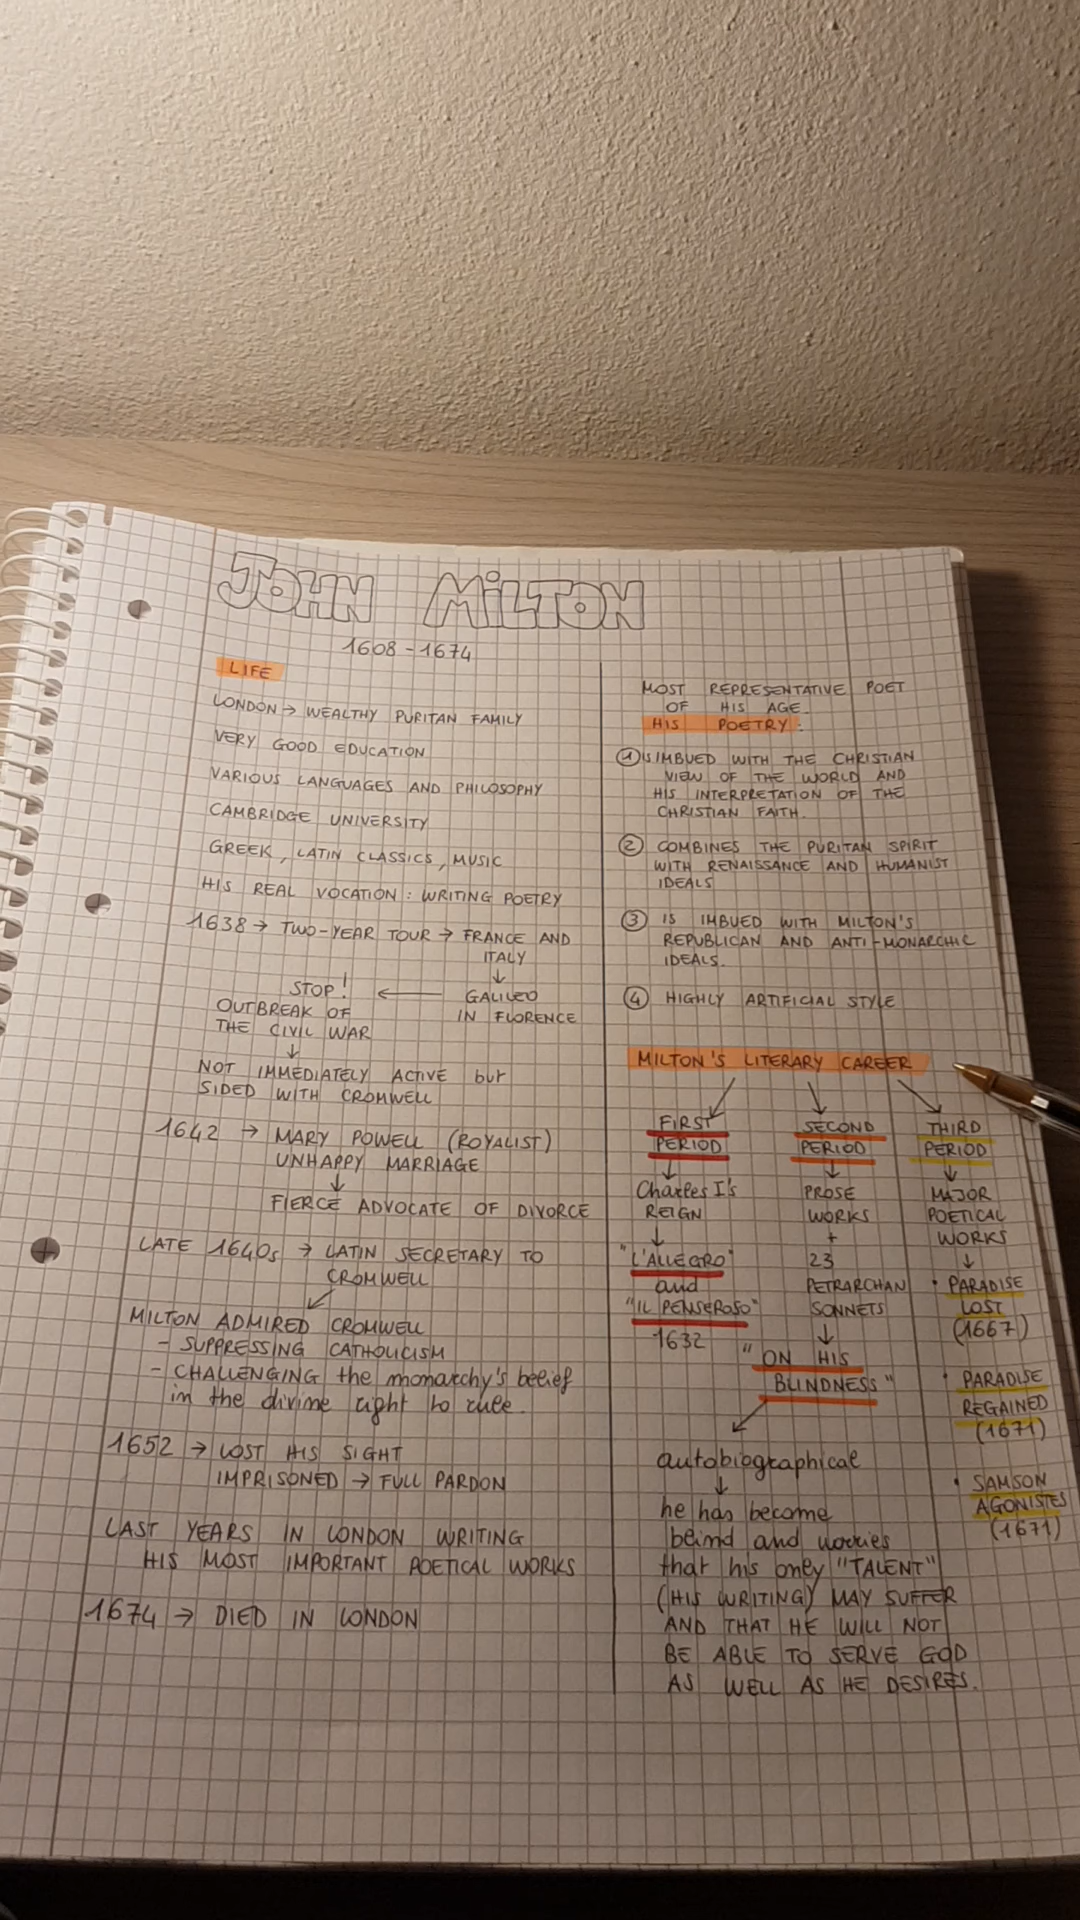 JOHN MiLTON
1608-1674
LIFE
LONDON → WEALTHY PURITAN FAMILY
VERY GOOD EDUCATION
VARIOUS LANGUAGES AND PHILOSOPHY
CAMBRIDGE UNIVERSITY
GREEK, LATIN CLASSICS, MUSIC
HIS REAL VOCATION: WRITING POETRY
1638 → TWO-YEAR TOUR → FRANCE AND
ITALY
↓
GALILEO
IN FLORENCE
←
STOP!
OUTBREAK OF
THE CIVIL WAR
↓
NOT IMMEDIATELY ACTIVE but
SIDED WITH CROMWELL
1642 → MARY POWELL (ROYALIST)
UNHAPPY MARRIAGE
↓
FIERCE ADVOCATE OF DIVORCE
LATE 1640s → LATIN SECRETARY TO
CROMWELL
↙
MILTON ADMIRED CROMWELL
- SUPPRESSING CATHOLICISM
- CHALLENGING the monarchy's belief
in the divine right to rule.
1652 → LOST HIS SIGHT
IMPRISONED → FULL PARDON
LAST YEARS IN LONDON WRITING
HIS MOST IMPORTANT POETICAL WORKS
1674 → DIED IN LONDON
MOST REPRESENTATIVE POET
OF HIS AGE.
HIS POETRY:
① IS IMBUED WITH THE CHRISTIAN
VIEW OF THE WORLD AND
HIS INTERPRETATION OF THE
CHRISTIAN FAITH.
② COMBINES THE PURITAN SPIRIT
WITH RENAISSANCE AND HUMANIST
IDEALS
③ IS IMBUED WITH MILTON'S
REPUBLICAN AND ANTI-MONARCHIC
IDEALS.
④ HIGHLY ARTIFICIAL STYLE
MILTON'S LITERARY CAREER
FIRST
PERIOD
↓
Charles I's
REIGN
↓
"L'ALLEGRO"
and
"IL PENSEROSO"
1632
SECOND
PERIOD
↓
PROSE
WORKS
+
23
PETRARCHAN
SONNETS
↓
"ON HIS
BLINDNESS"
↙
autobiographical
↓
he has become
blind and worries
that his only "TALENT"
(HIS WRITING) MAY SUFFER
AND THAT HE WILL NOT
BE ABLE TO SERVE GOD
AS WELL AS HE DESIRES.
THIRD
PERIOD
↓
MAJOR
POETICAL
WORKS
↓
• PARADISE
LOST
(1667)
• PARADISE
REGAINED
(1671)
• SAMSON
AGONISTES
(1671)